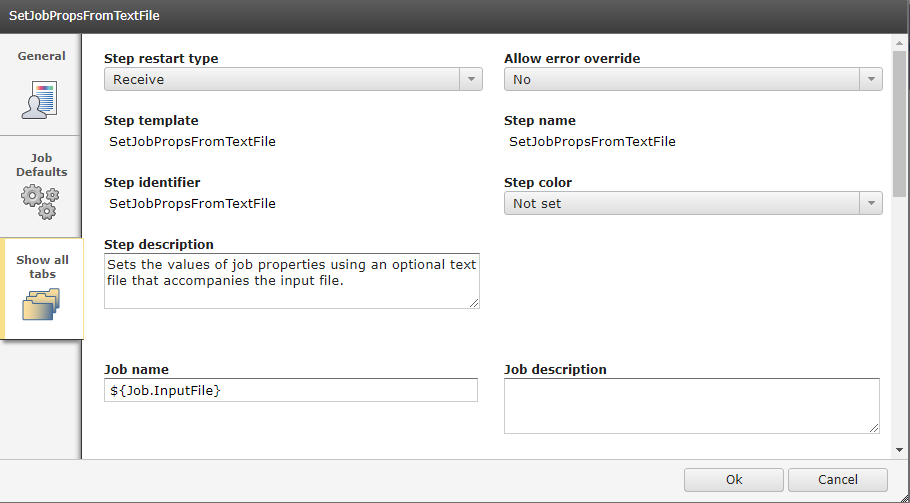 SetJobPropsFromTextFile
General
Job
Defaults
Show all
tabs
Step restart type
Receive
Allow error override
No
Step template
SetJobPropsFromTextFile
Step name
SetJobPropsFromTextFile
Step identifier
SetJobPropsFromTextFile
Step color
Not set
Step description
Sets the values of job properties using an optional text
file that accompanies the input file.
Job name
${Job.InputFile}
Job description
Ok
Cancel